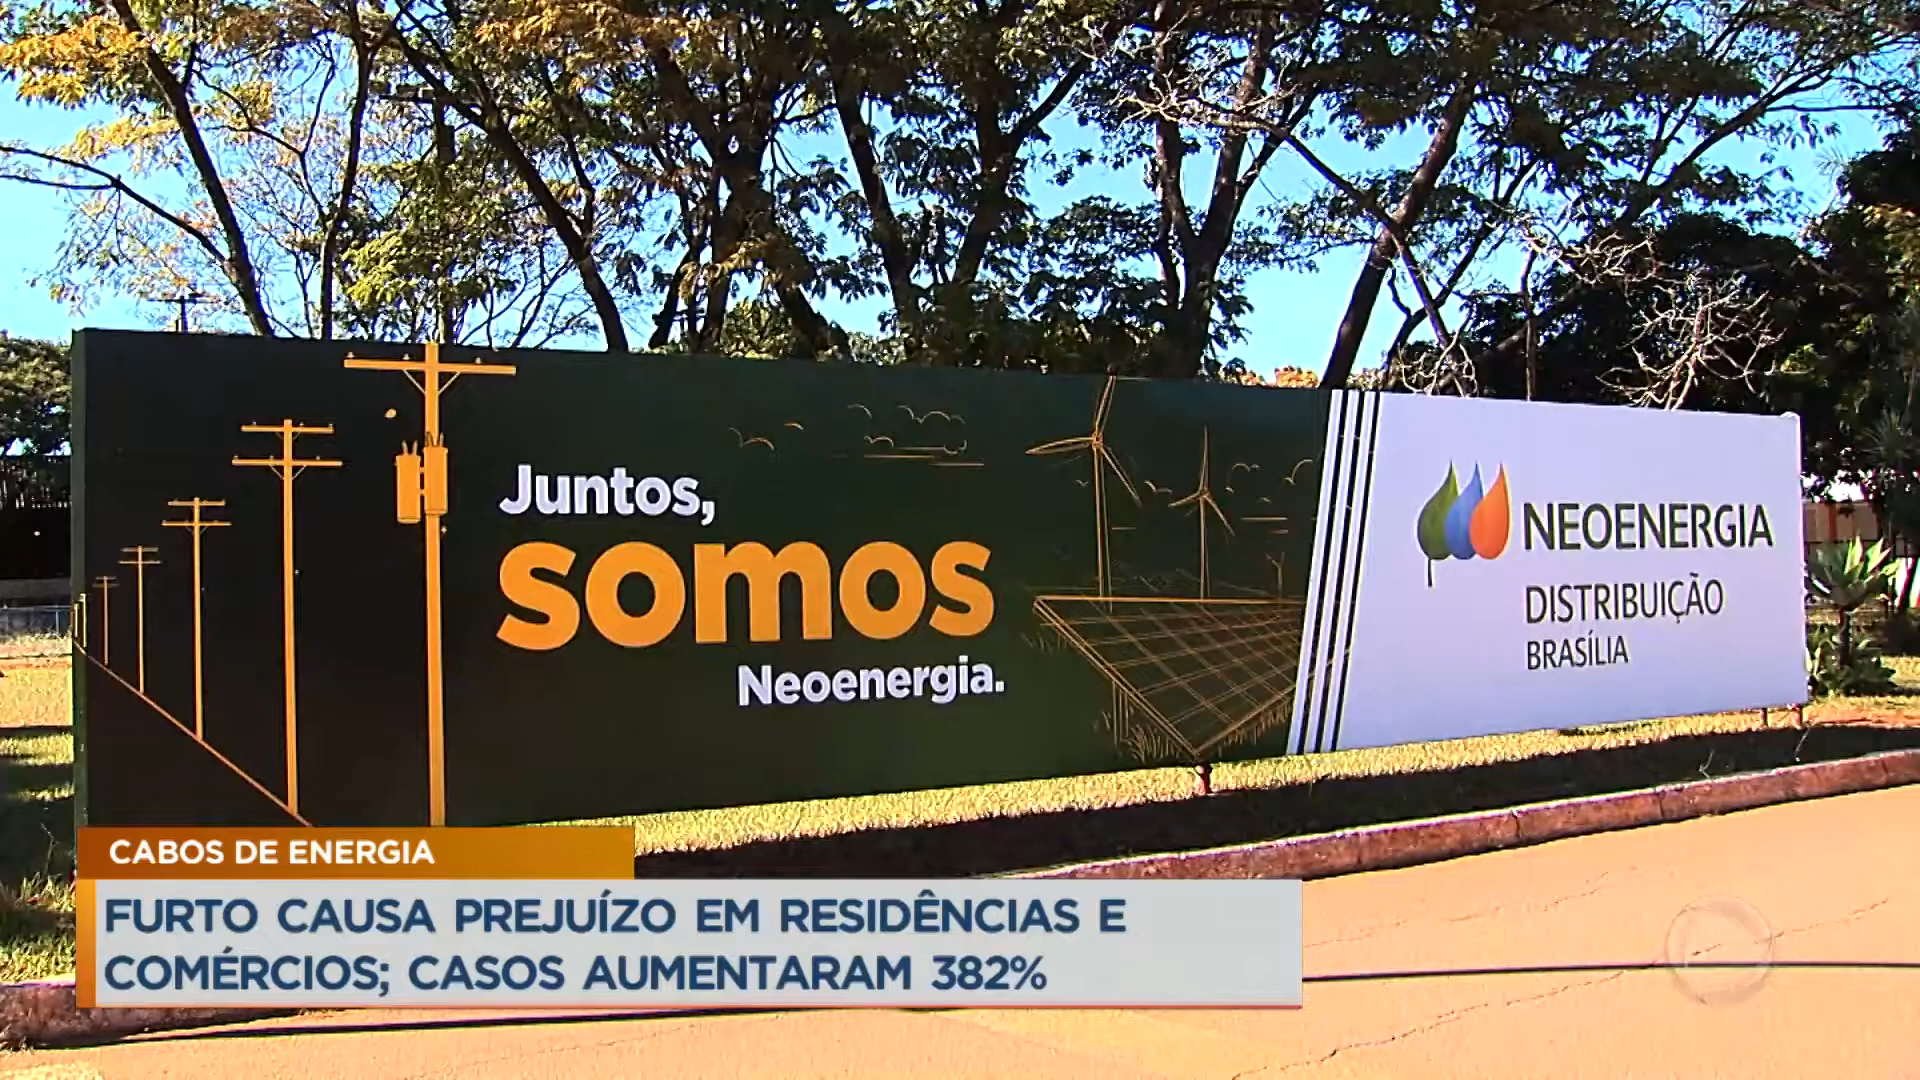 Juntos,
somos
Neoenergia.
NEOENERGIA
DISTRIBUIÇÃO
BRASÍLIA
CABOS DE ENERGIA
FURTO CAUSA PREJUÍZO EM RESIDÊNCIAS E
COMÉRCIOS; CASOS AUMENTARAM 382%